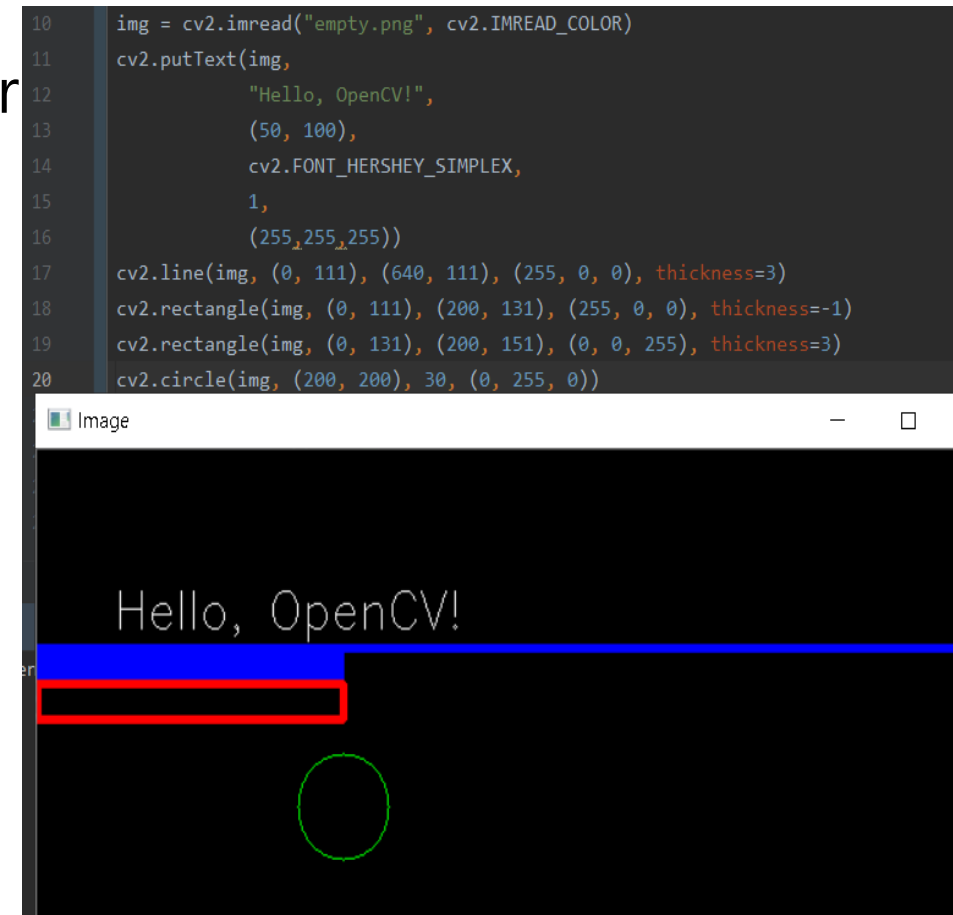 r
10 img = cv2.imread("empty.png", cv2.IMREAD_COLOR)
11 cv2.putText(img,
12 "Hello, OpenCV!",
13 (50, 100),
14 cv2.FONT_HERSHEY_SIMPLEX,
15 1,
16 (255,255,255))
17 cv2.line(img, (0, 111), (640, 111), (255, 0, 0), thickness=3)
18 cv2.rectangle(img, (0, 111), (200, 131), (255, 0, 0), thickness=-1)
19 cv2.rectangle(img, (0, 131), (200, 151), (0, 0, 255), thickness=3)
20 cv2.circle(img, (200, 200), 30, (0, 255, 0))
Image
Hello, OpenCV!
er